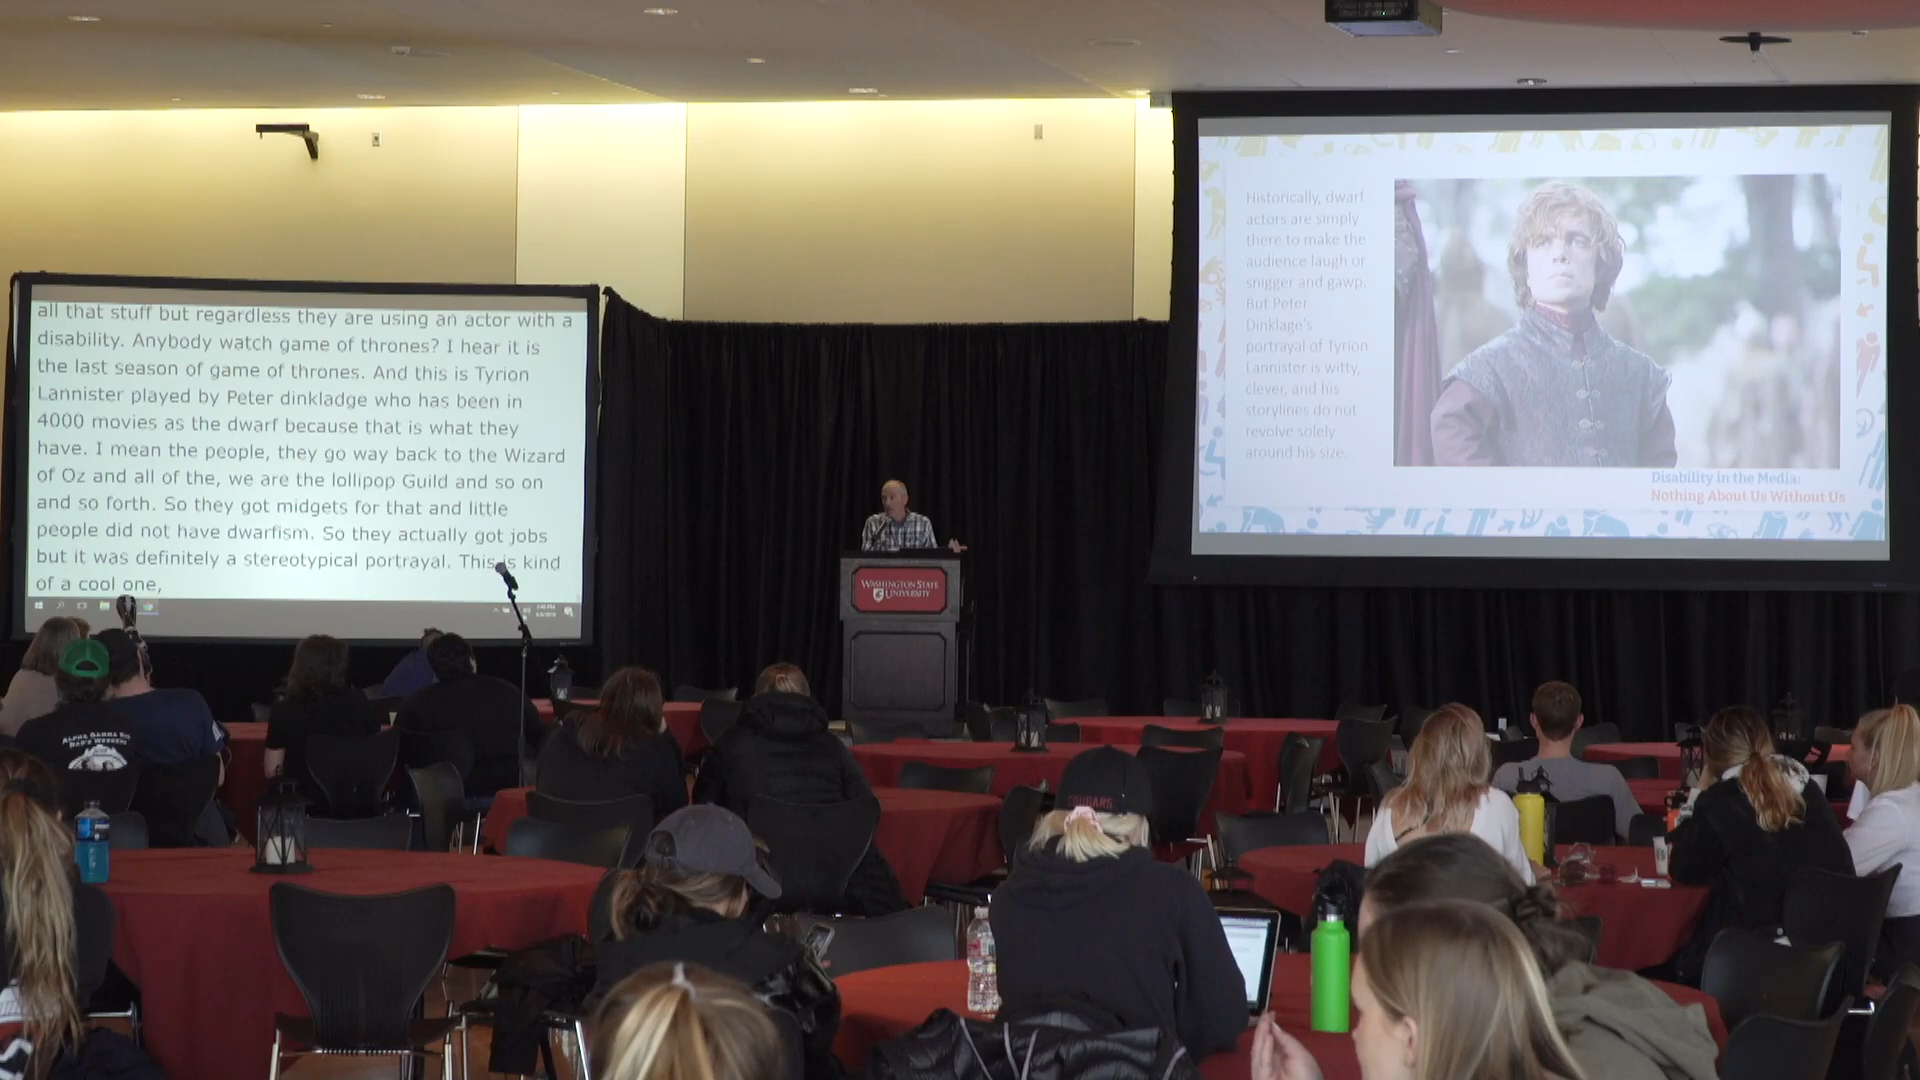 all that stuff but regardless they are using an actor with a
disability. Anybody watch game of thrones? I hear it is
the last season of game of thrones. And this is Tyrion
Lannister played by Peter dinkladge who has been in
4000 movies as the dwarf because that is what they
have. I mean the people, they go way back to the Wizard
of Oz and all of the, we are the lollipop Guild and so on
and so forth. So they got midgets for that and little
people did not have dwarfism. So they actually got jobs
but it was definitely a stereotypical portrayal. This is kind
of a cool one,
Historically, dwarf
actors are simply
there to make the
audience laugh or
snigger and gawp.
But Peter
Dinklage's
portrayal of Tyrion
Lannister is witty,
clever, and his
storylines do not
revolve solely
around his size.
Disability in the Media:
Nothing About Us Without Us
WASHINGTON STATE
UNIVERSITY
ALPHA GAMMA RHO
DAD'S WEEKEND
COUGARS